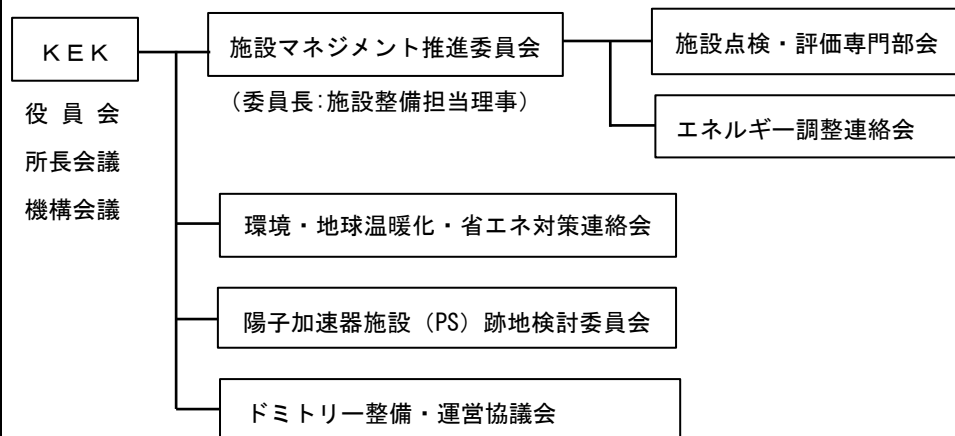 KEK
役員会
所長会議
機構会議
施設マネジメント推進委員会
（委員長:施設整備担当理事）
施設点検・評価専門部会
エネルギー調整連絡会
環境・地球温暖化・省エネ対策連絡会
陽子加速器施設（PS）跡地検討委員会
ドミトリー整備・運営協議会